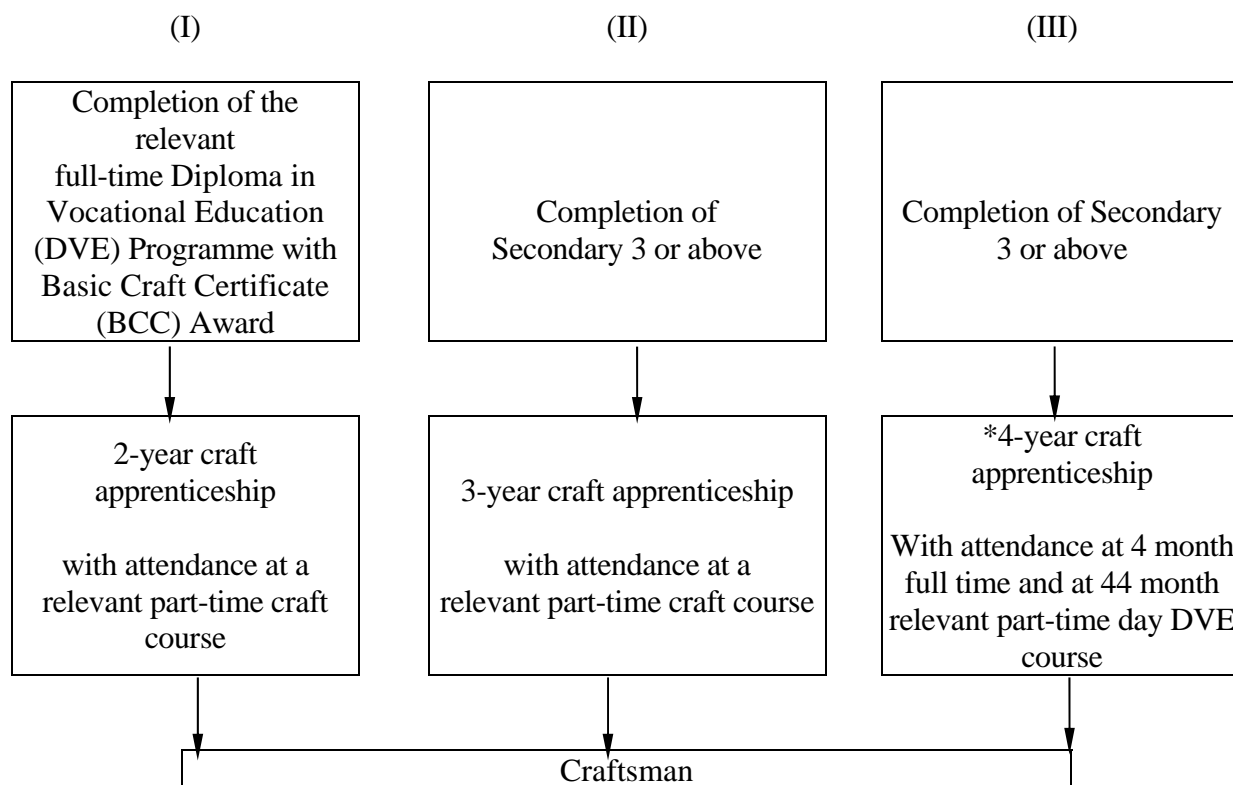 (I)
(II)
(III)
Completion of the
relevant
full-time Diploma in
Vocational Education
(DVE) Programme with
Basic Craft Certificate
(BCC) Award
Completion of
Secondary 3 or above
Completion of Secondary
3 or above
2-year craft
apprenticeship
with attendance at a
relevant part-time craft
course
3-year craft apprenticeship
with attendance at a
relevant part-time craft course
*4-year craft
apprenticeship
With attendance at 4 month
full time and at 44 month
relevant part-time day DVE
course
Craftsman